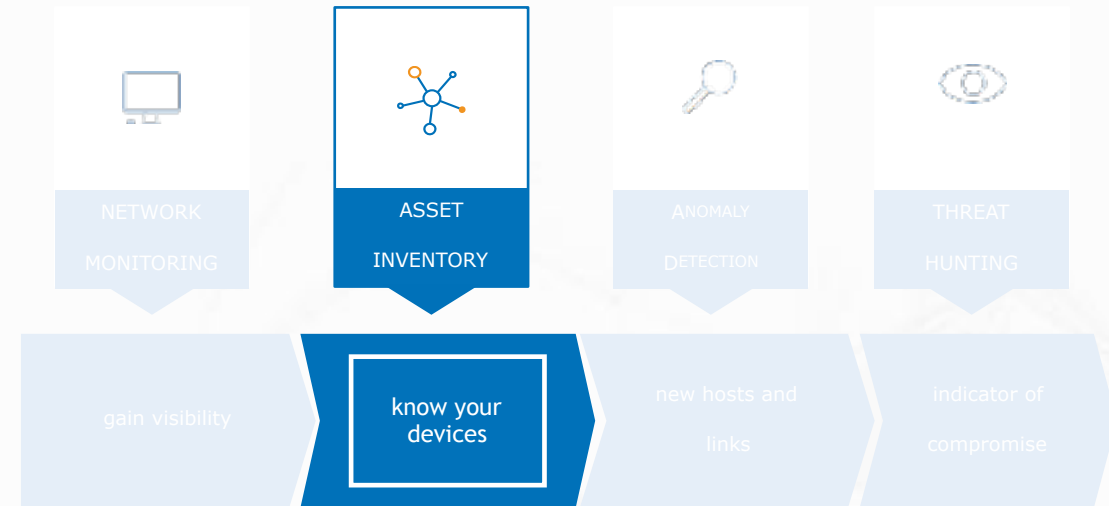 NETWORK
MONITORING
ASSET
INVENTORY
ANOMALY
DETECTION
THREAT
HUNTING
gain visibility
know your
devices
new hosts and
links
indicator of
compromise